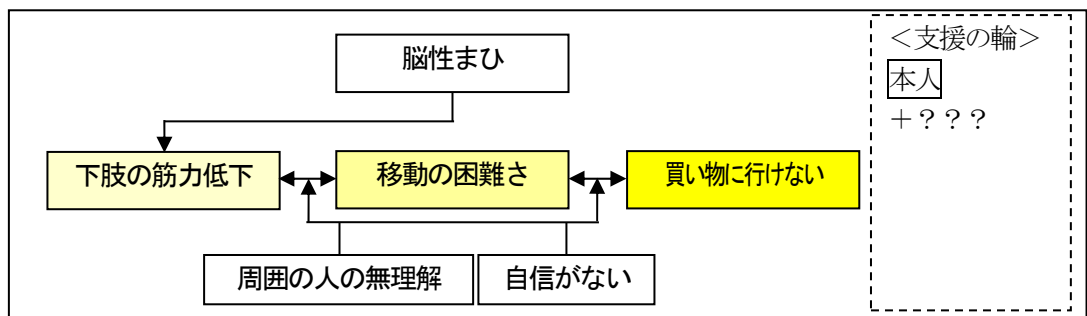 脳性まひ
下肢の筋力低下
移動の困難さ
買い物に行けない
周囲の人の無理解
自信がない
＜支援の輪＞
本人
＋？？？